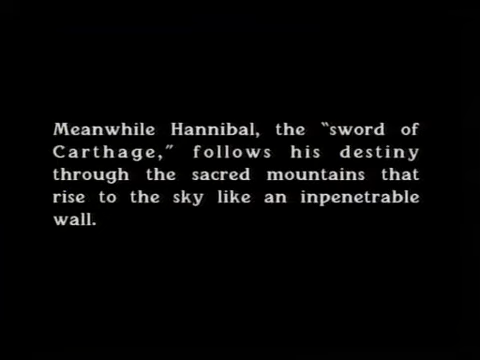 Meanwhile Hannibal, the “sword of
Carthage,” follows his destiny
through the sacred mountains that
rise to the sky like an inpenetrable
wall.